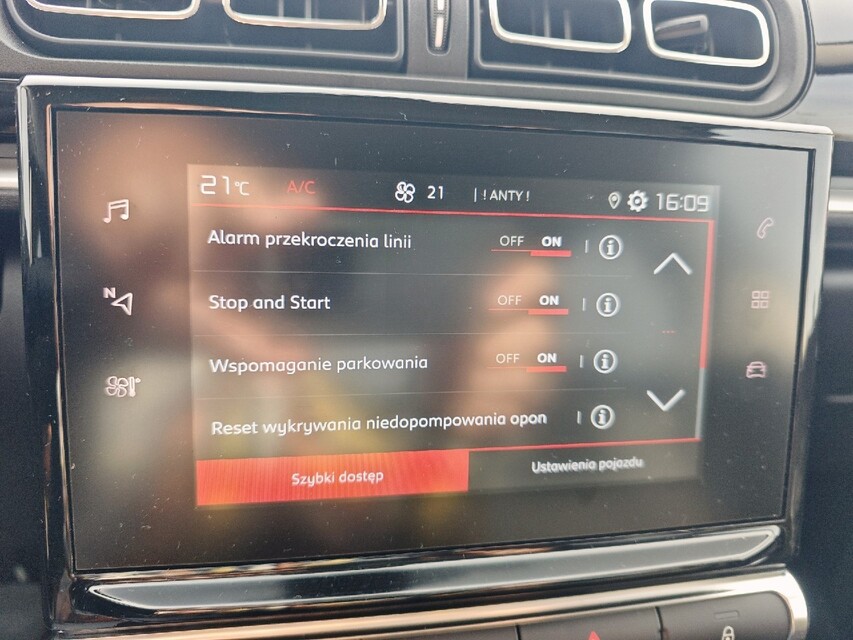 21°C A/C 21 | ! ANTY ! 16:09
Alarm przekroczenia linii OFF ON
Stop and Start OFF ON
N
Wspomaganie parkowania OFF ON
Reset wykrywania niedopompowania opon
Szybki dostęp Ustawienia pojazdu